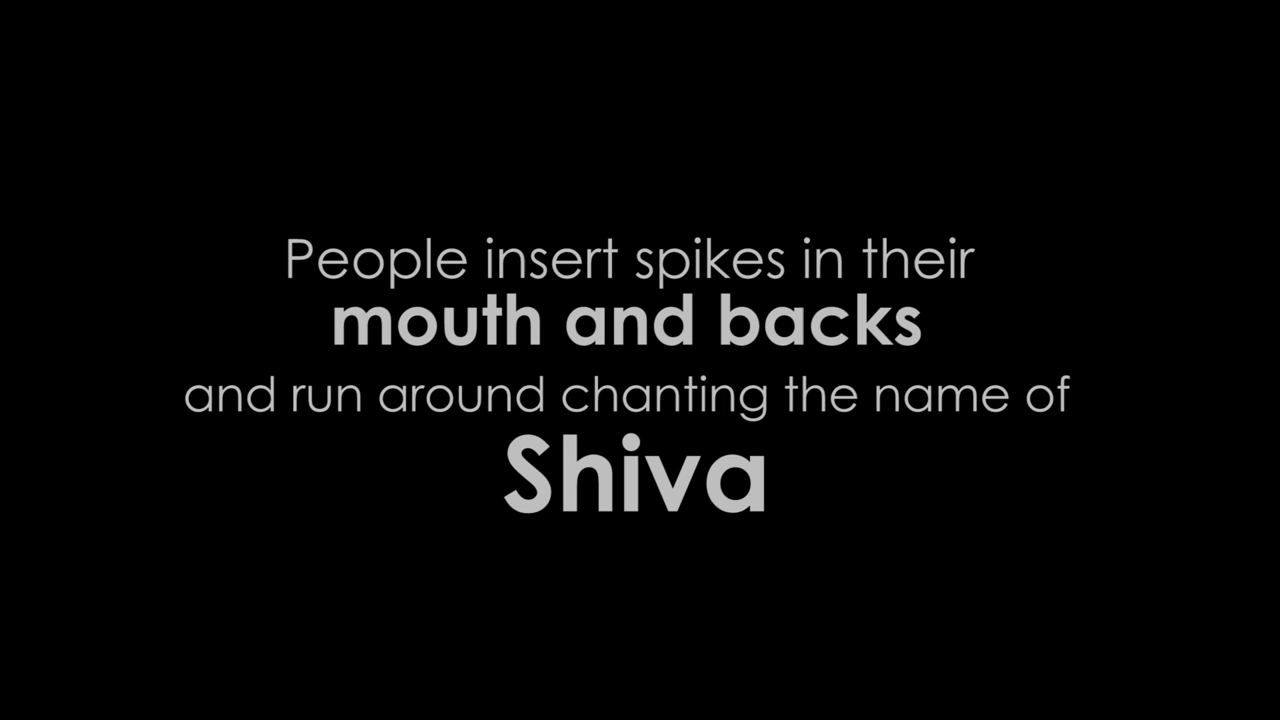 People insert spikes in their
mouth and backs
and run around chanting the name of
Shiva